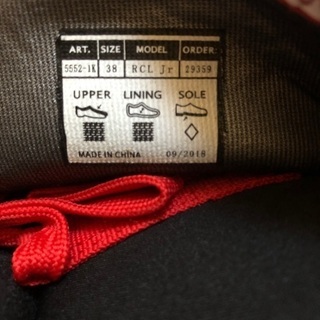 ART. SIZE MODEL ORDER
5552-1K 38 RCL Jr 29359
UPPER LINING SOLE
MADE IN CHINA 09/2018